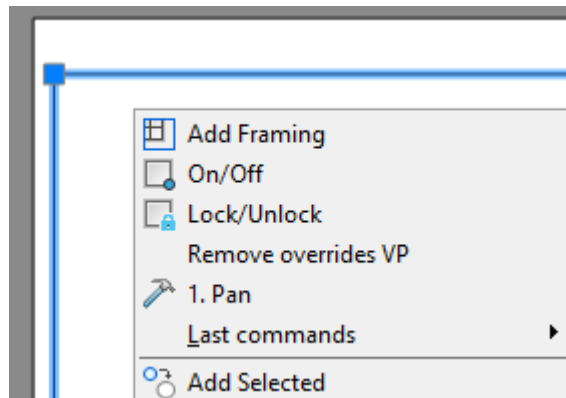 Add Framing
On/Off
Lock/Unlock
Remove overrides VP
1. Pan
Last commands
Add Selected